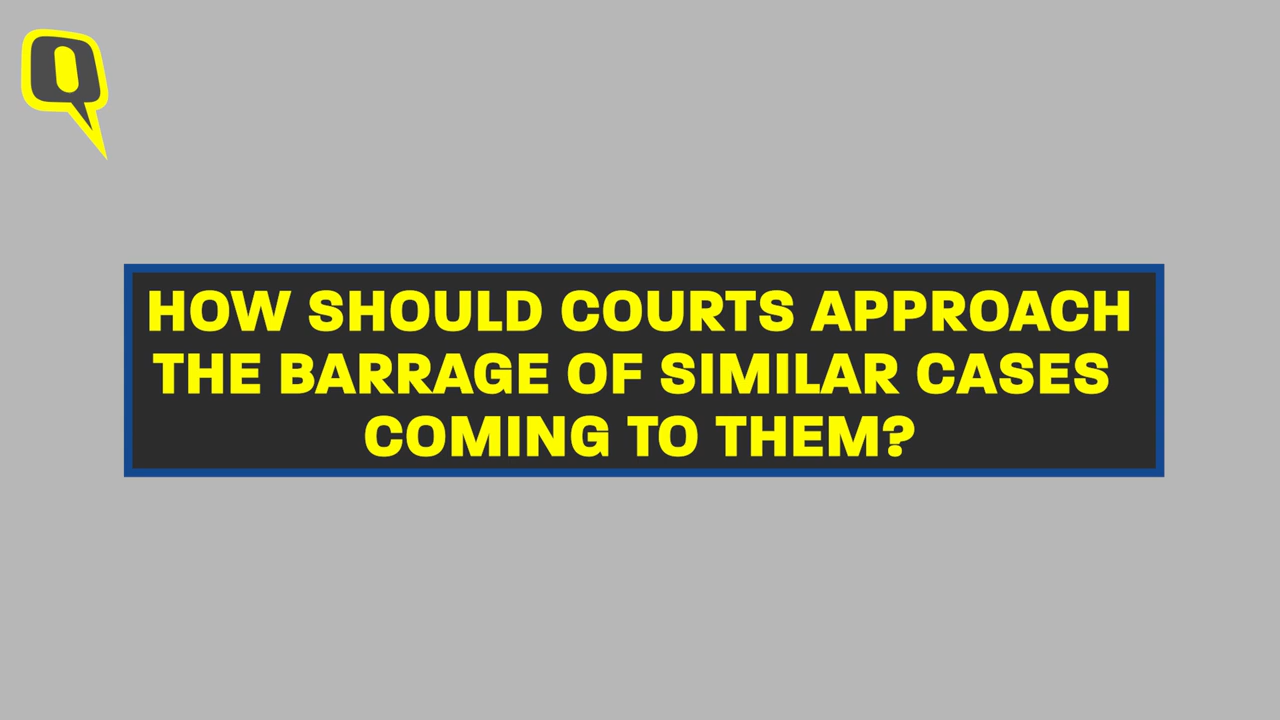 HOW SHOULD COURTS APPROACH
THE BARRAGE OF SIMILAR CASES
COMING TO THEM?